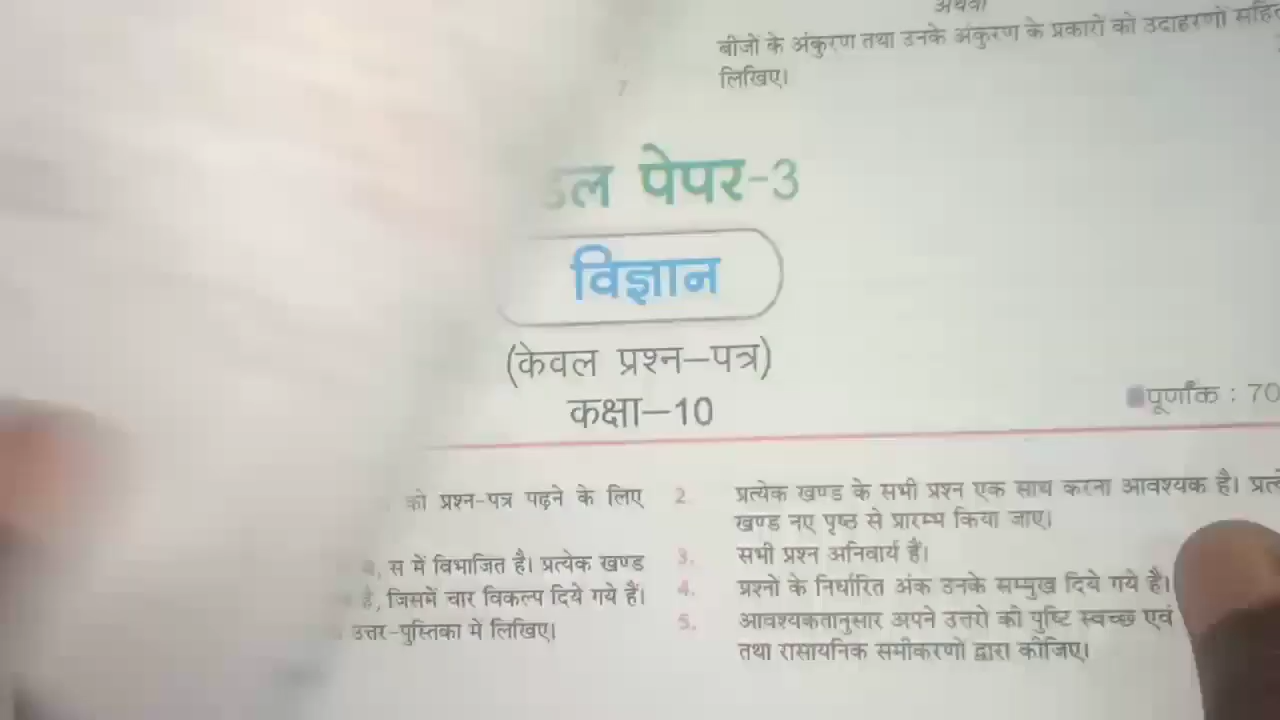 अथवा
बीजों के अंकुरण तथा उनके अंकुरण के प्रकारों को उदाहरणों सहित
लिखिए।
7
पेपर-3
विज्ञान
(केवल प्रश्न–पत्र)
कक्षा–10
पूर्णांक : 70
को प्रश्न-पत्र पढ़ने के लिए
स में विभाजित है। प्रत्येक खण्ड
है, जिसमें चार विकल्प दिये गये हैं।
उत्तर-पुस्तिका में लिखिए।
2. प्रत्येक खण्ड के सभी प्रश्न एक साथ करना आवश्यक है।
खण्ड नए पृष्ठ से प्रारम्भ किया जाए।
3. सभी प्रश्न अनिवार्य हैं।
4. प्रश्नों के निर्धारित अंक उनके सम्मुख दिये गये हैं।
5. आवश्यकतानुसार अपने उत्तरों की पुष्टि स्वच्छ एवं
तथा रासायनिक समीकरणों द्वारा कीजिए।